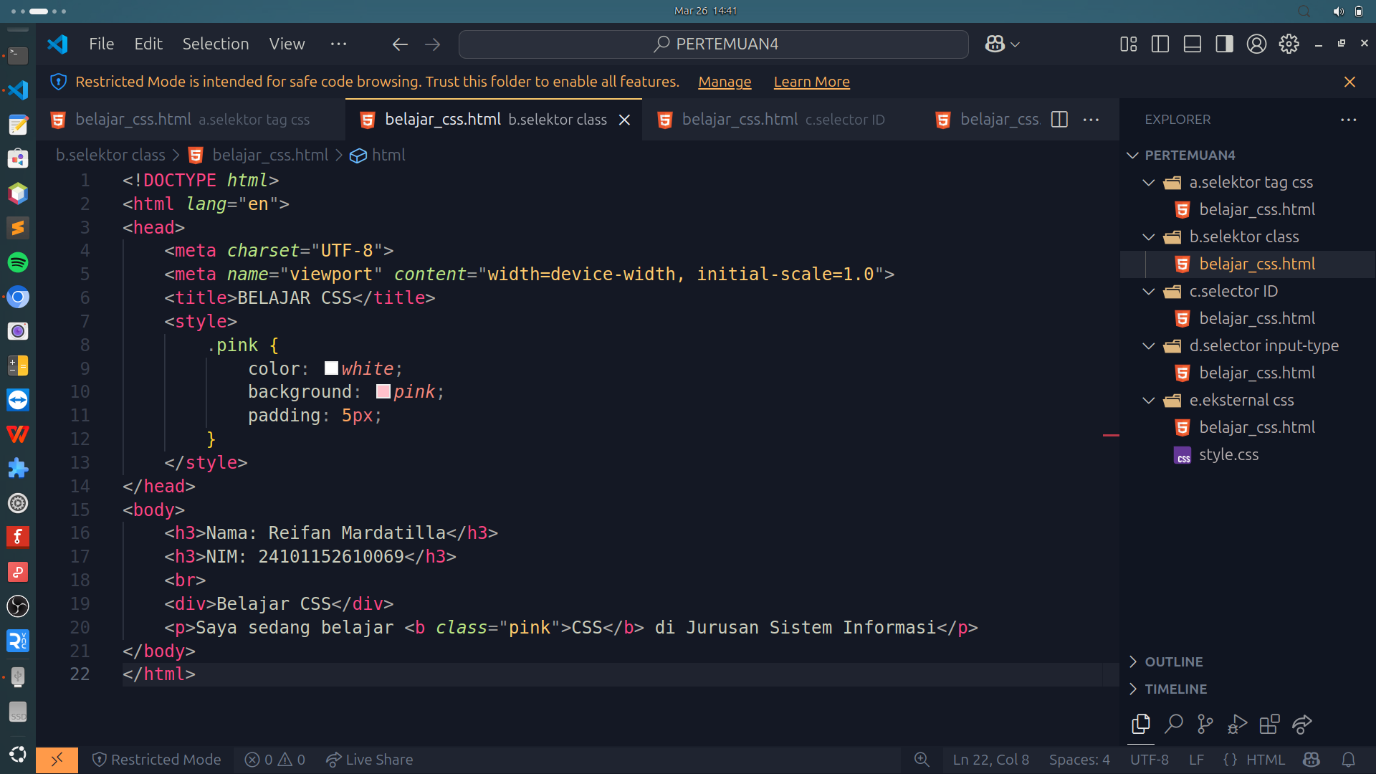 Mar 26 14:41
File Edit Selection View ···
PERTEMUAN4
Restricted Mode is intended for safe code browsing. Trust this folder to enable all features. Manage Learn More
belajar_css.html a.selektor tag css
belajar_css.html b.selektor class
belajar_css.html c.selector ID
belajar_css.
b.selektor class > belajar_css.html > html
1 <!DOCTYPE html>
2 <html lang="en">
3 <head>
4 <meta charset="UTF-8">
5 <meta name="viewport" content="width=device-width, initial-scale=1.0">
6 <title>BELAJAR CSS</title>
7 <style>
8 .pink {
9 color: white;
10 background: pink;
11 padding: 5px;
12 }
13 </style>
14 </head>
15 <body>
16 <h3>Nama: Reifan Mardatilla</h3>
17 <h3>NIM: 24101152610069</h3>
18 <br>
19 <div>Belajar CSS</div>
20 <p>Saya sedang belajar <b class="pink">CSS</b> di Jurusan Sistem Informasi</p>
21 </body>
22 </html>
EXPLORER
PERTEMUAN4
a.selektor tag css
belajar_css.html
b.selektor class
belajar_css.html
c.selector ID
belajar_css.html
d.selector input-type
belajar_css.html
e.eksternal css
belajar_css.html
CSS style.css
OUTLINE
TIMELINE
SSD
Restricted Mode 0 0 Live Share Ln 22, Col 8 Spaces: 4 UTF-8 LF {} HTML